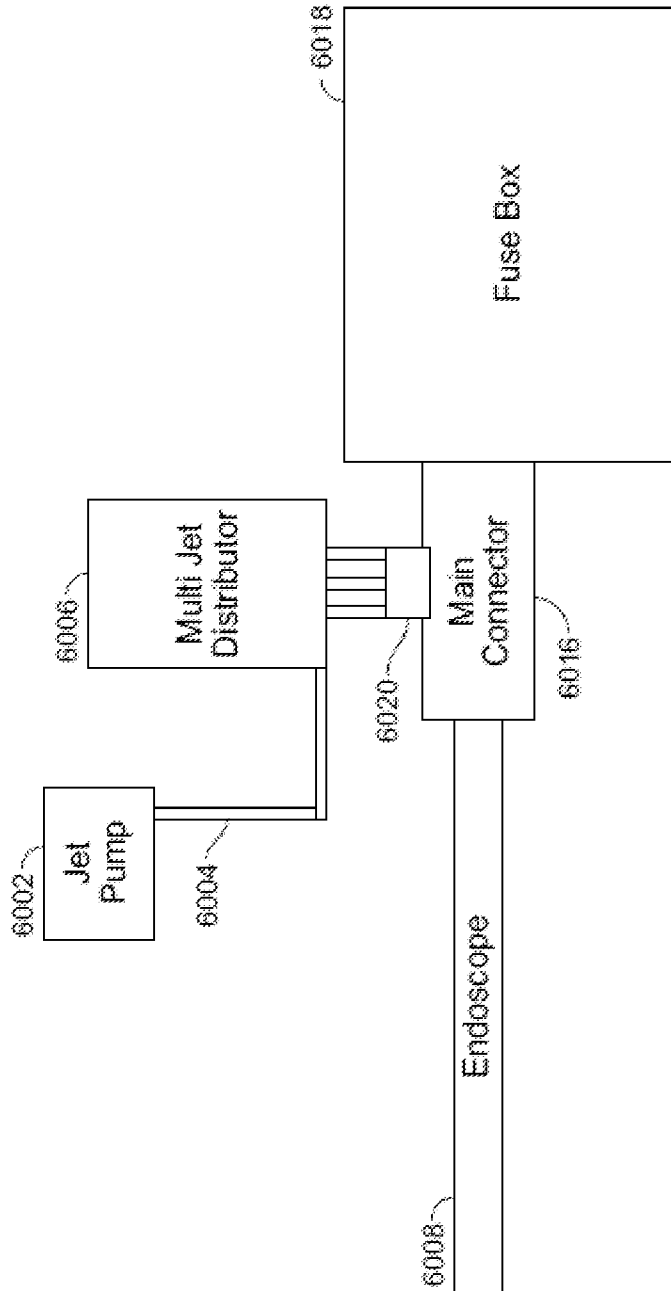 6002
Jet
Pump
6004
6006
Multi Jet
Distributor
6020
6008
Endoscope
Main
Connector
6016
6018
Fuse Box